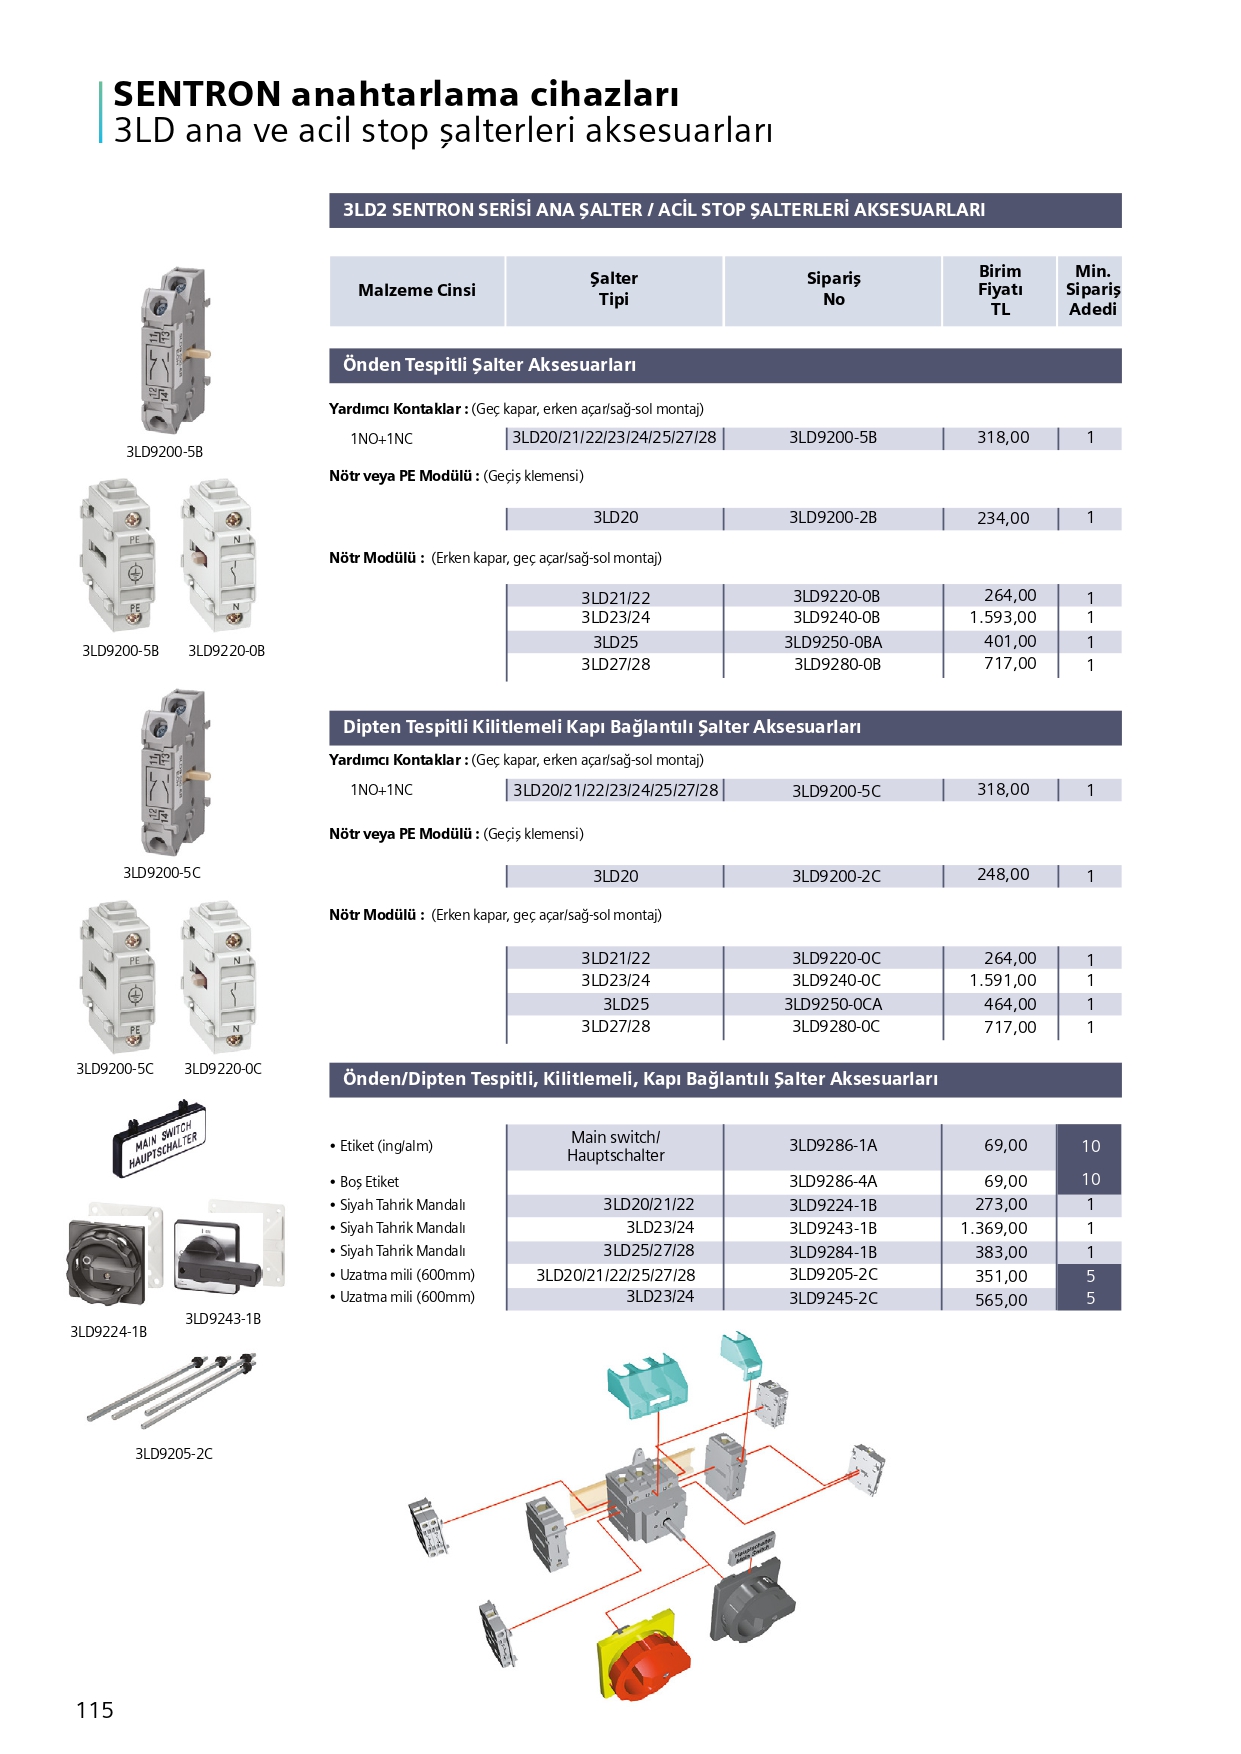 SENTRON anahtarlama cihazları
3LD ana ve acil stop şalterleri aksesuarları
3LD2 SENTRON SERİSİ ANA ŞALTER / ACİL STOP ŞALTERLERİ AKSESUARLARI
Malzeme Cinsi
Şalter
Tipi
Sipariş
No
Birim
Fiyatı
TL
Min.
Sipariş
Adedi
Önden Tespitli Şalter Aksesuarları
Yardımcı Kontaklar : (Geç kapar, erken açar/sağ-sol montaj)
1NO+1NC 3LD20/21/22/23/24/25/27/28 3LD9200-5B 318,00 1
Nötr veya PE Modülü : (Geçiş klemensi)
3LD20 3LD9200-2B 234,00 1
Nötr Modülü : (Erken kapar, geç açar/sağ-sol montaj)
3LD21/22 3LD9220-0B 264,00 1
3LD23/24 3LD9240-0B 1.593,00 1
3LD25 3LD9250-0BA 401,00 1
3LD27/28 3LD9280-0B 717,00 1
Dipten Tespitli Kilitlemeli Kapı Bağlantılı Şalter Aksesuarları
Yardımcı Kontaklar : (Geç kapar, erken açar/sağ-sol montaj)
1NO+1NC 3LD20/21/22/23/24/25/27/28 3LD9200-5C 318,00 1
Nötr veya PE Modülü : (Geçiş klemensi)
3LD20 3LD9200-2C 248,00 1
Nötr Modülü : (Erken kapar, geç açar/sağ-sol montaj)
3LD21/22 3LD9220-0C 264,00 1
3LD23/24 3LD9240-0C 1.591,00 1
3LD25 3LD9250-0CA 464,00 1
3LD27/28 3LD9280-0C 717,00 1
Önden/Dipten Tespitli, Kilitlemeli, Kapı Bağlantılı Şalter Aksesuarları
• Etiket (ing/alm) Main switch/ Hauptschalter 3LD9286-1A 69,00 10
• Boş Etiket 3LD9286-4A 69,00 10
• Siyah Tahrik Mandalı 3LD20/21/22 3LD9224-1B 273,00 1
• Siyah Tahrik Mandalı 3LD23/24 3LD9243-1B 1.369,00 1
• Siyah Tahrik Mandalı 3LD25/27/28 3LD9284-1B 383,00 1
• Uzatma mili (600mm) 3LD20/21/22/25/27/28 3LD9205-2C 351,00 5
• Uzatma mili (600mm) 3LD23/24 3LD9245-2C 565,00 5
11 13
12 14
3LD9200-5B
PE N
PE N
3LD9200-5B 3LD9220-0B
11 13
12 14
3LD9200-5C
PE N
PE N
3LD9200-5C 3LD9220-0C
MAIN SWITCH
HAUPTSCHALTER
3LD9243-1B
3LD9224-1B
3LD9205-2C
Hauptschalter
Main Switch
115